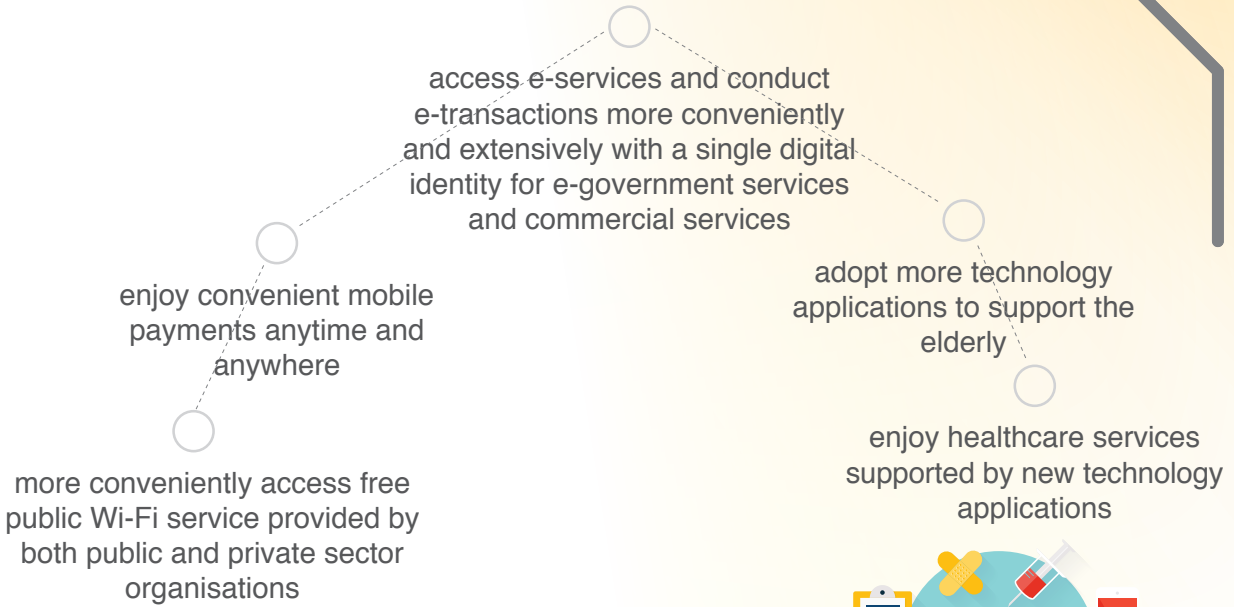 access e-services and conduct
e-transactions more conveniently
and extensively with a single digital
identity for e-government services
and commercial services
enjoy convenient mobile
payments anytime and
anywhere
adopt more technology
applications to support the
elderly
more conveniently access free
public Wi-Fi service provided by
both public and private sector
organisations
enjoy healthcare services
supported by new technology
applications